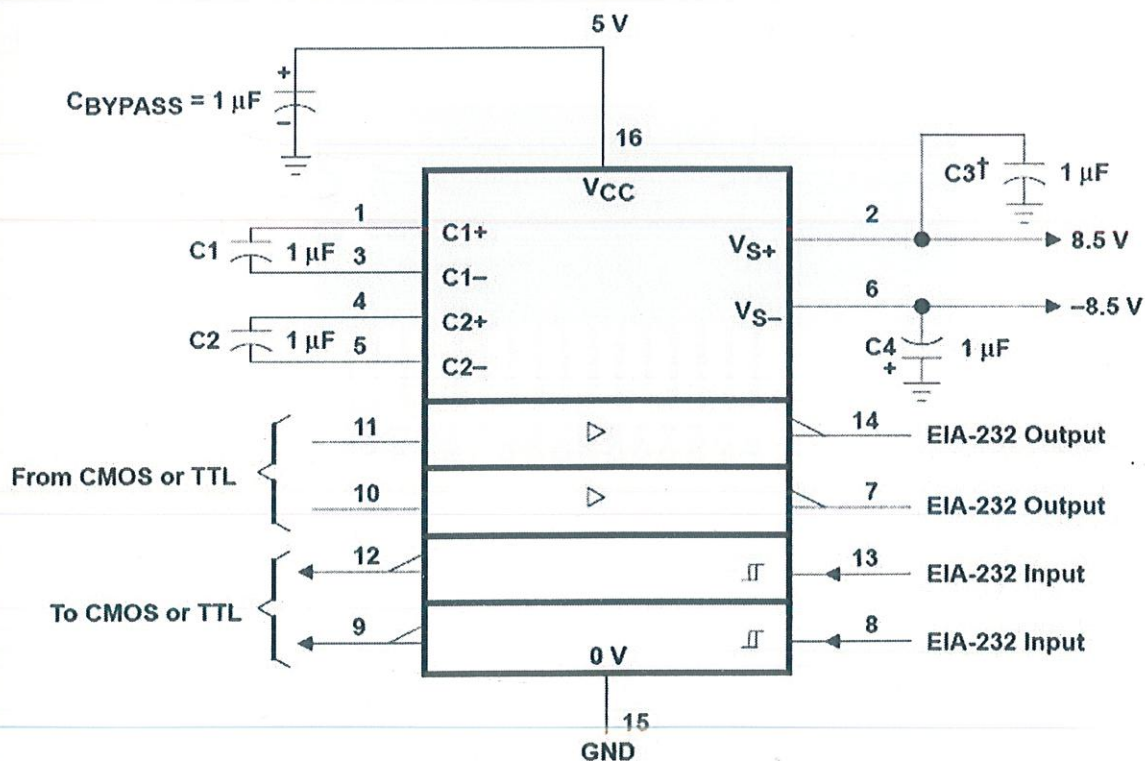 5 V
+
CBYPASS = 1 µF
–
16
VCC
C3†
1 µF
1
C1+
2
C1
1 µF
VS+
8.5 V
3
C1–
4
6
C2+
VS–
–8.5 V
C2
1 µF
C4
1 µF
5
+
C2–
11
14
EIA-232 Output
From CMOS or TTL
10
7
EIA-232 Output
12
13
EIA-232 Input
To CMOS or TTL
9
8
EIA-232 Input
0 V
15
GND